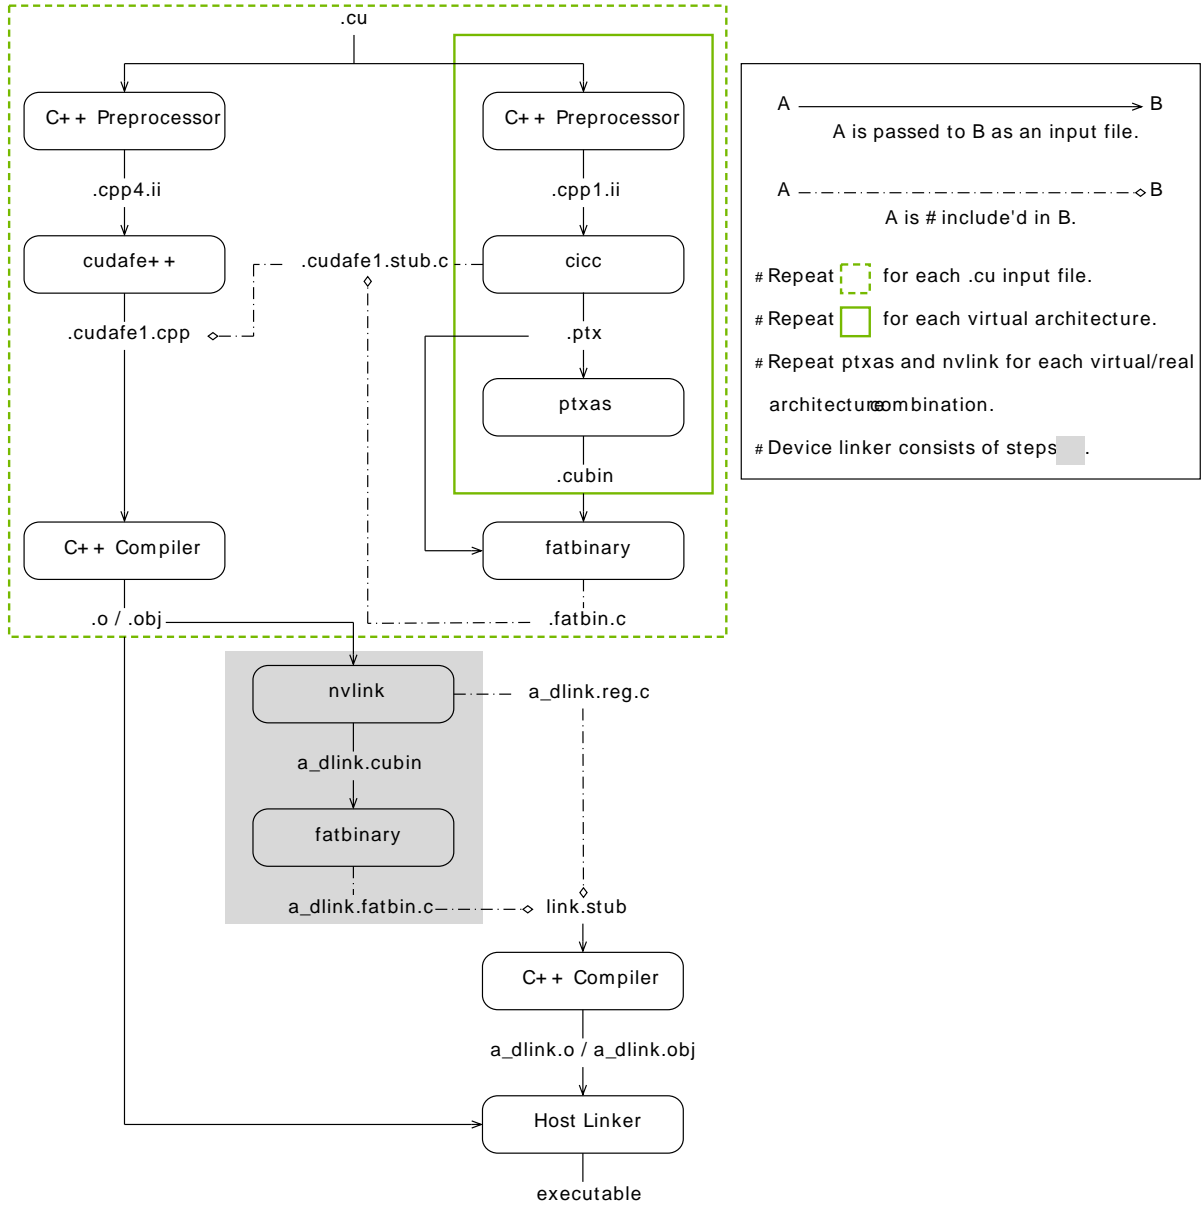 .cu
C++ Preprocessor
C++ Preprocessor
.cpp4.ii
.cpp1.ii
cudafe++
.cudafe1.stub.c
cicc
.cudafe1.cpp
.ptx
ptxas
.cubin
C++ Compiler
fatbinary
.o / .obj
.fatbin.c
nvlink
a_dlink.reg.c
a_dlink.cubin
fatbinary
a_dlink.fatbin.c
link.stub
C++ Compiler
a_dlink.o / a_dlink.obj
Host Linker
executable
A B
A is passed to B as an input file.
A B
A is #include'd in B.
# Repeat for each .cu input file.
# Repeat for each virtual architecture.
# Repeat ptxas and nvlink for each virtual/real
architecture combination.
# Device linker consists of steps .